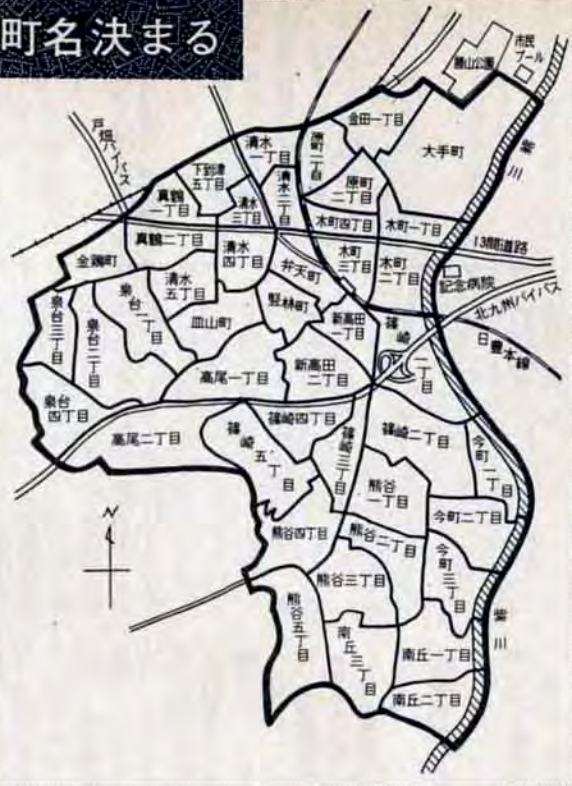 町名決まる
勝山公園
市民
プール
紫川
戸畑バイパス
金田一丁目
大手町
原町一丁目
清水
一丁目
下到津
五丁目
清水二丁目
原町
二丁目
真鶴
一丁目
清水
三丁目
木町四丁目
木町一丁目
13間道路
真鶴二丁目
清水
四丁目
木町
三丁目
木町
二丁目
金鶏町
弁天町
記念病院
北九州バイパス
日豊本線
清水
五丁目
泉台一丁目
泉台二丁目
泉台三丁目
皿山町
竪林町
新高田
一丁目
篠崎一丁目
高尾一丁目
新高田
二丁目
泉台
四丁目
高尾二丁目
篠崎四丁目
篠崎五丁目
篠崎三丁目
篠崎二丁目
今町一丁目
熊谷
一丁目
今町二丁目
熊谷四丁目
熊谷二丁目
今町三丁目
N
熊谷三丁目
熊谷五丁目
南丘三丁目
南丘一丁目
紫川
南丘二丁目